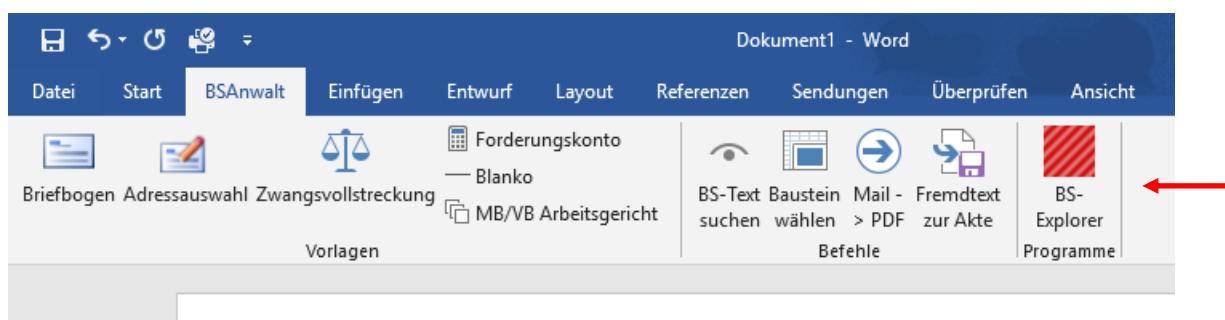 Dokument1 - Word
Datei Start BSAnwalt Einfügen Entwurf Layout Referenzen Sendungen Überprüfen Ansicht
Briefbogen Adressauswahl Zwangsvollstreckung
Forderungskonto
Blanko
MB/VB Arbeitsgericht
Vorlagen
BS-Text
suchen
Baustein
wählen
Mail -
> PDF
Fremdtext
zur Akte
Befehle
BS-
Explorer
Programme